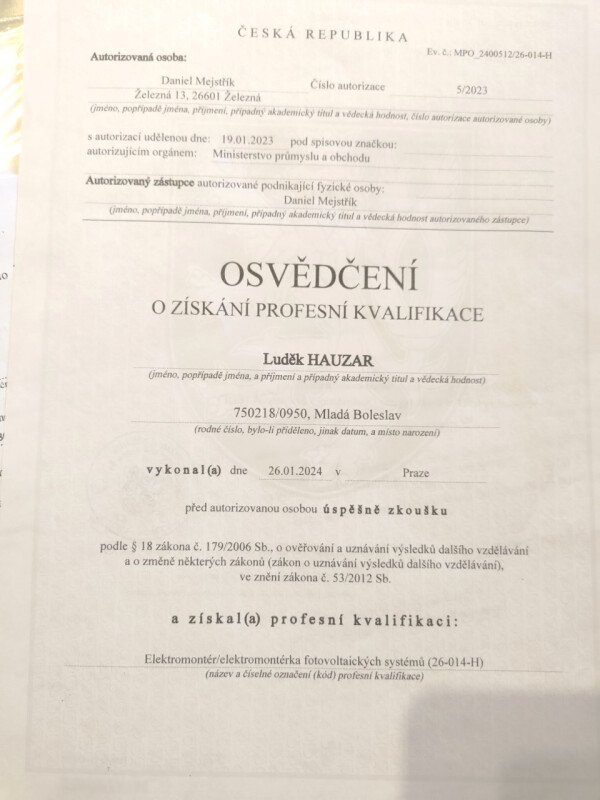 ČESKÁ REPUBLIKA
Ev. č.: MPO_2400512/26-014-H
Autorizovaná osoba:
Daniel Mejstřík Číslo autorizace 5/2023
Železná 13, 26601 Železná
(jméno, popřípadě jména, příjmení, případný akademický titul a vědecká hodnost, číslo autorizace autorizované osoby)
s autorizací udělenou dne: 19.01.2023 pod spisovou značkou:
autorizujícím orgánem: Ministerstvo průmyslu a obchodu
Autorizovaný zástupce autorizované podnikající fyzické osoby:
Daniel Mejstřík
(jméno, popřípadě jména, příjmení, případný akademický titul a vědecká hodnost autorizovaného zástupce)
OSVĚDČENÍ
O ZÍSKÁNÍ PROFESNÍ KVALIFIKACE
Luděk HAUZAR
(jméno, popřípadě jména, a příjmení a případný akademický titul a vědecká hodnost)
750218/0950, Mladá Boleslav
(rodné číslo, bylo-li přiděleno, jinak datum, a místo narození)
vykonal(a) dne 26.01.2024 v Praze
před autorizovanou osobou úspěšně zkoušku
podle § 18 zákona č. 179/2006 Sb., o ověřování a uznávání výsledků dalšího vzdělávání
a o změně některých zákonů (zákon o uznávání výsledků dalšího vzdělávání),
ve znění zákona č. 53/2012 Sb.
a získal(a) profesní kvalifikaci:
Elektromontér/elektromontérka fotovoltaických systémů (26-014-H)
(název a číselné označení (kód) profesní kvalifikace)